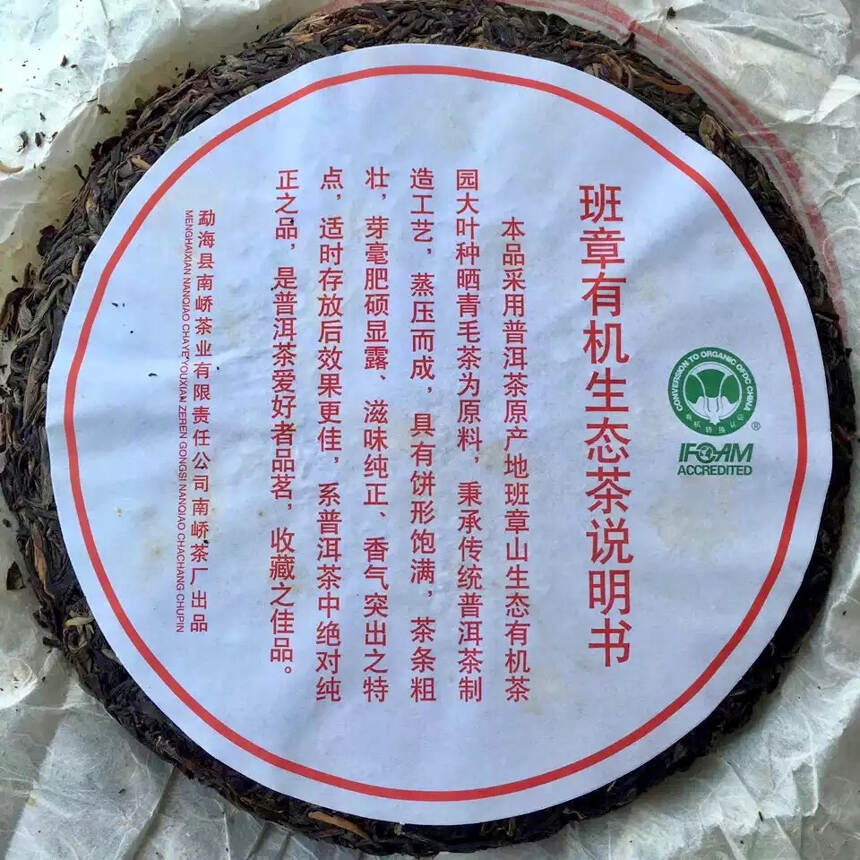 班章有机生态茶说明书
本品采用普洱茶原产地班章山生态有机茶
园大叶种晒青毛茶为原料，秉承传统普洱茶制
造工艺，蒸压而成，具有饼形饱满，茶条粗
壮，芽毫肥硕显露、滋味纯正、香气突出之特
点，适时存放后效果更佳，系普洱茶中绝对纯
正之品，是普洱茶爱好者品茗，收藏之佳品。
勐海县南峤茶业有限责任公司南峤茶厂出品
MENGHAIXIAN NANQIAO CHAYE YOUXIAN ZEREN GONGSI NANQIAO CHACHANG CHUPIN
CONVERSION TO ORGANIC OFDC CHINA
有机转换认证
®
IFOAM
ACCREDITED